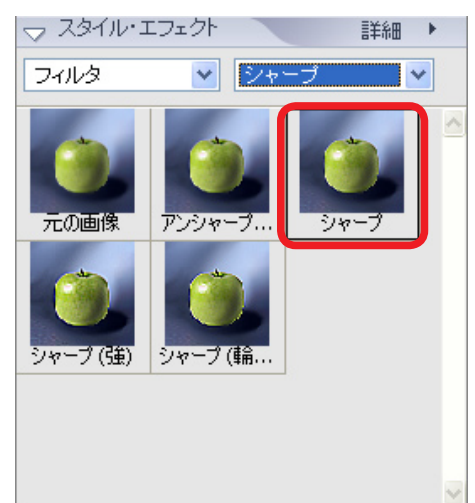 スタイル・エフェクト 詳細
フィルタ シャープ
元の画像 アンシャープ... シャープ
シャープ (強) シャープ (輪...